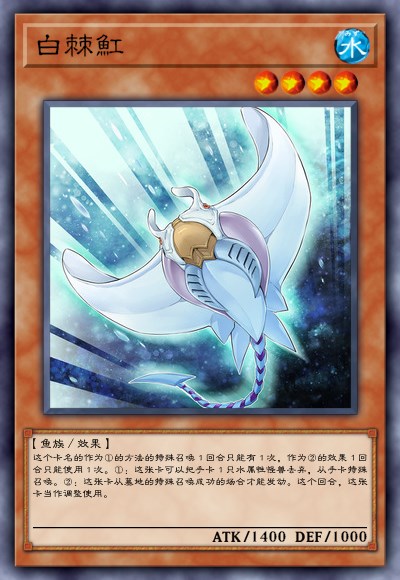 白棘魟
水
【鱼族／效果】
这个卡名的作为①的方法的特殊召唤1回合只能有1次，作为②的效果1回
合只能使用1次。①：这张卡可以把手卡1只水属性怪兽丢弃，从手卡特殊
召唤。②：这张卡从墓地的特殊召唤成功的场合才能发动。这个回合，这张
卡当作调整使用。
ATK/1400 DEF/1000